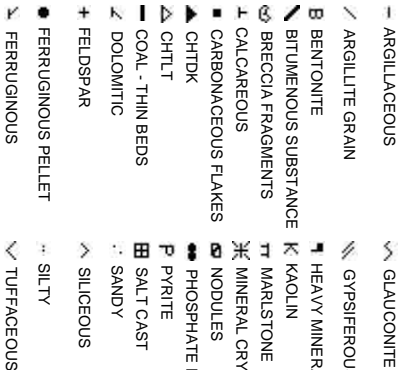 ARGILLACEOUS
ARGILLITE GRAIN
BENTONITE
BITUMENOUS SUBSTANCE
BRECCIA FRAGMENTS
CALCAREOUS
CARBONACEOUS FLAKES
CHTDK
CHTLT
COAL - THIN BEDS
DOLOMITIC
FELDSPAR
FERRUGINOUS PELLET
FERRUGINOUS
GLAUCONITE
GYPSIFEROU
HEAVY MINER
KAOLIN
MARLSTONE
MINERAL CRY
NODULES
PHOSPHATE
PYRITE
SALT CAST
SANDY
SILICEOUS
SILTY
TUFFACEOUS